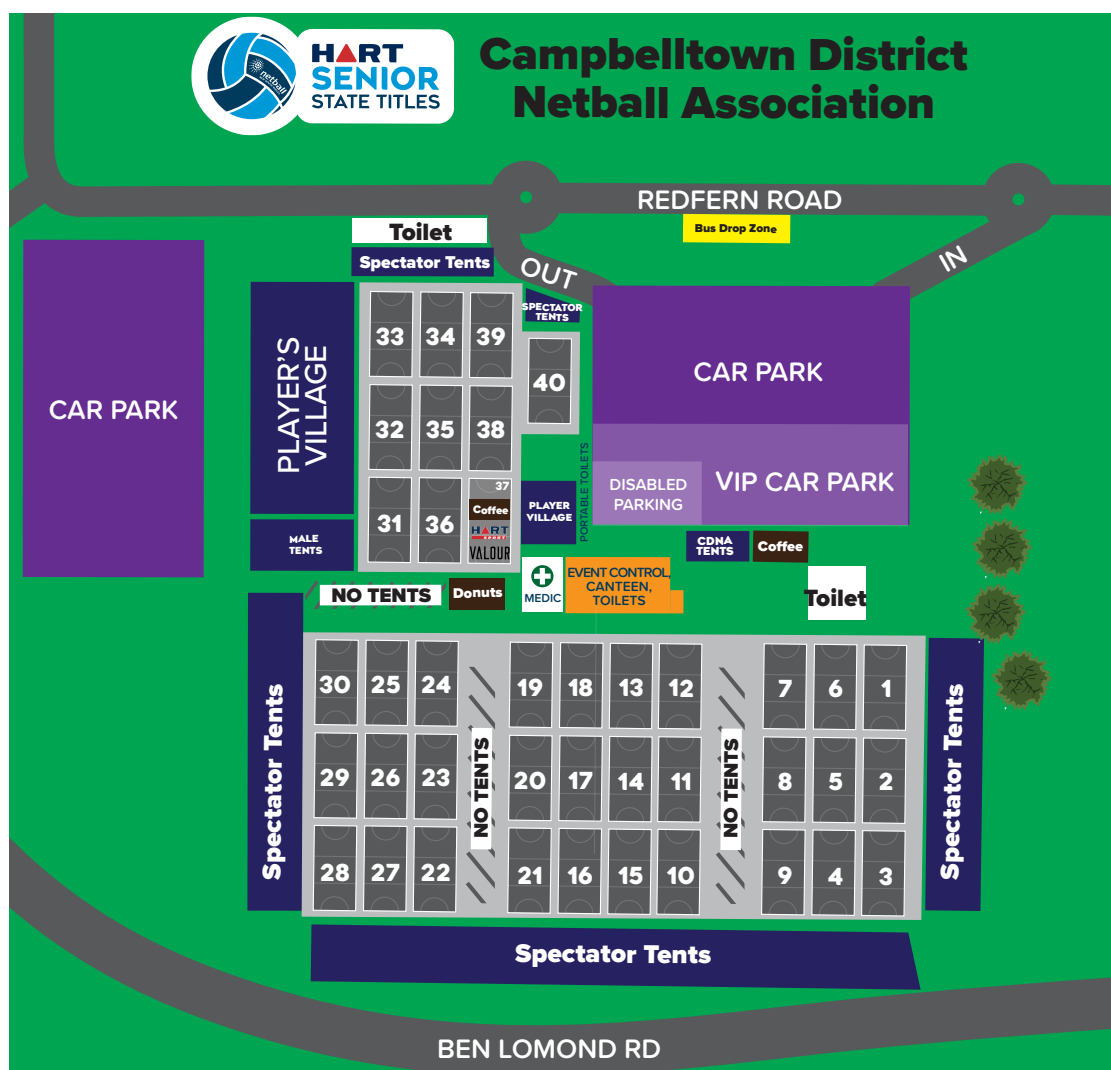 netball
HART
SENIOR
STATE TITLES
Campbelltown District
Netball Association
REDFERN ROAD
Bus Drop Zone
Toilet
Spectator Tents
OUT
IN
SPECTATOR
TENTS
PLAYER'S
VILLAGE
33
34
39
40
32
35
38
31
36
37
Coffee
HART
SPORT
VALOUR
CAR PARK
CAR PARK
VIP CAR PARK
DISABLED
PARKING
PORTABLE TOILETS
PLAYER
VILLAGE
MALE
TENTS
CDNA
TENTS
Coffee
NO TENTS
Donuts
MEDIC
EVENT CONTROL,
CANTEEN,
TOILETS
Toilet
Spectator Tents
30
25
24
19
18
13
12
7
6
1
29
26
23
NO TENTS
20
17
14
11
NO TENTS
8
5
2
28
27
22
21
16
15
10
9
4
3
Spectator Tents
Spectator Tents
BEN LOMOND RD